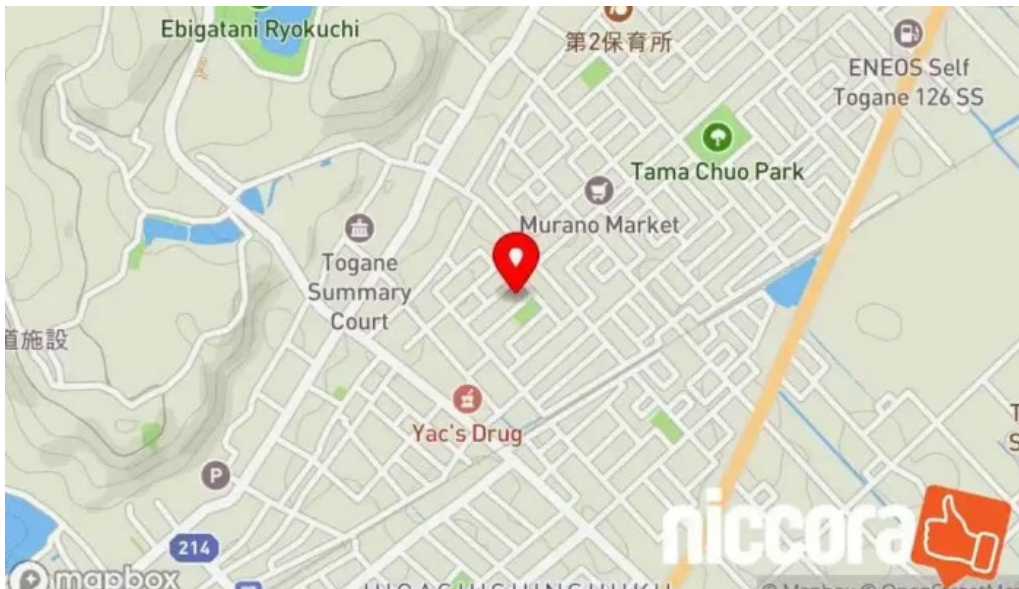 Ebigatani Ryokuchi
第2保育所
ENEOS Self
Togane 126 SS
Tama Chuo Park
Murano Market
Togane
Summary
Court
道施設
Yac's Drug
P
214
niccora
mapbox